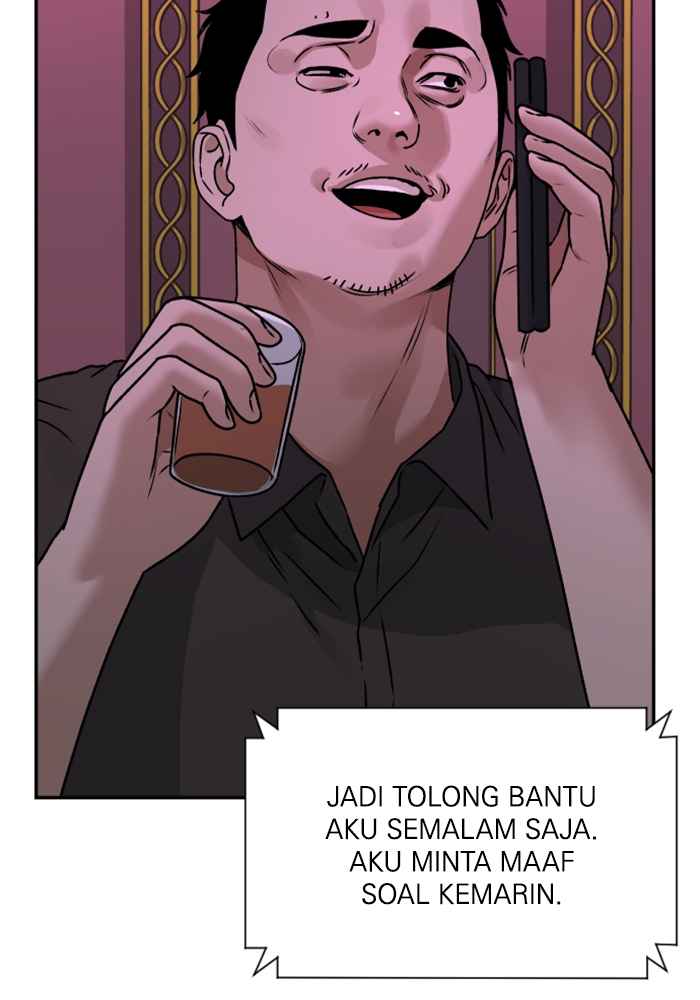 JADI TOLONG BANTU
AKU SEMALAM SAJA.
AKU MINTA MAAF
SOAL KEMARIN.